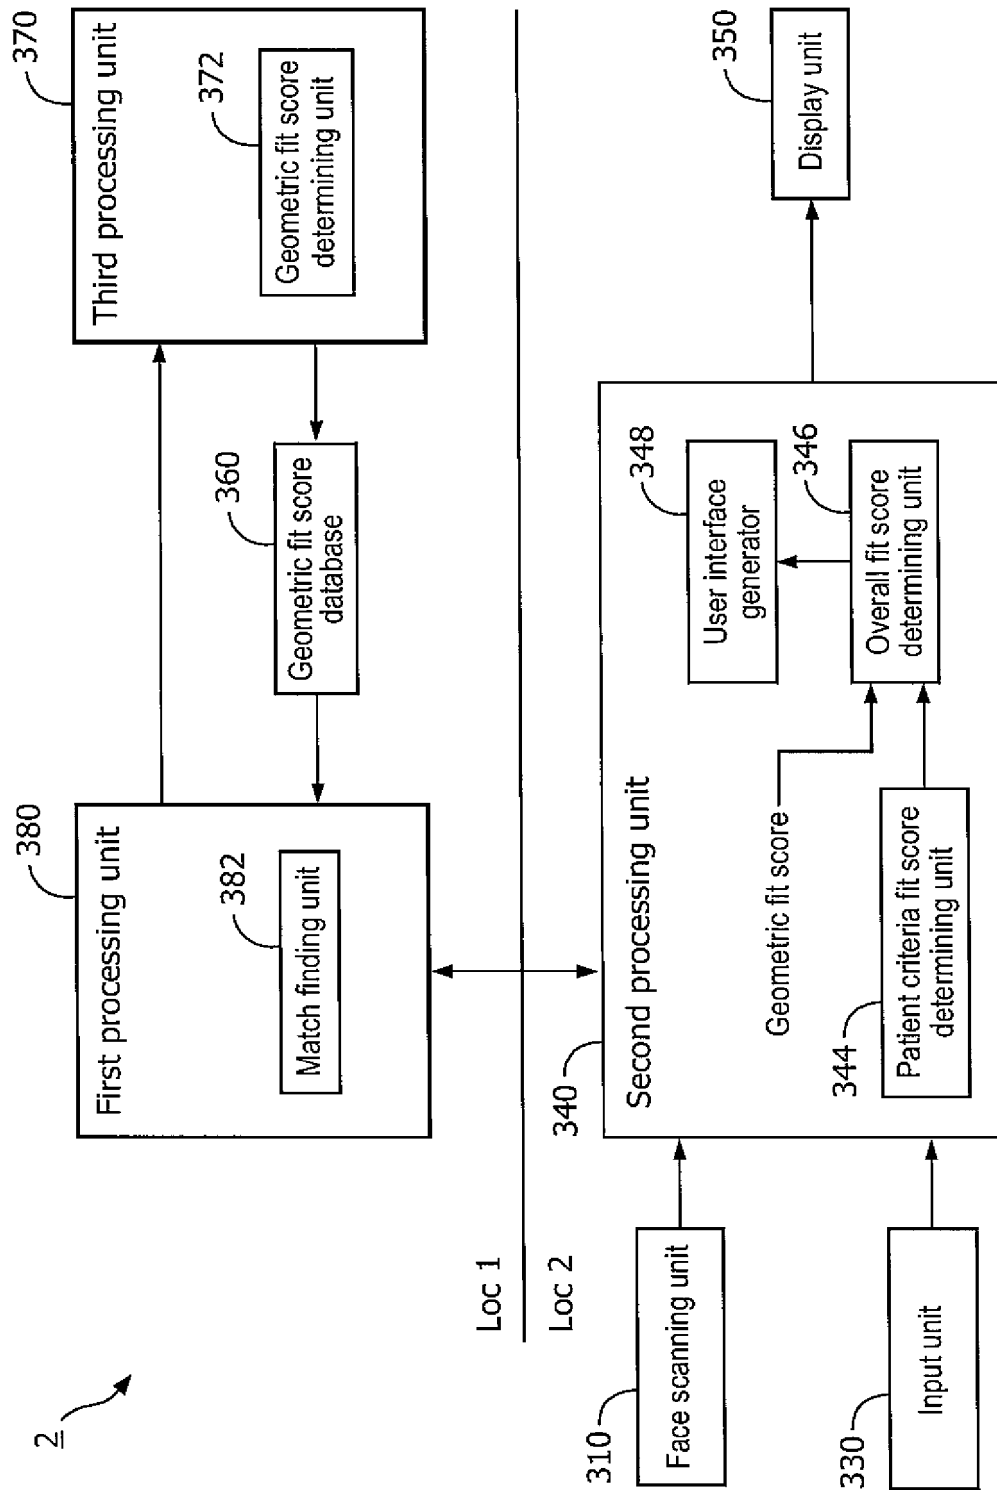 2
380
First processing unit
382
Match finding unit
360
Geometric fit score
database
370
Third processing unit
372
Geometric fit score
determining unit
Loc 1
Loc 2
310
Face scanning unit
330
Input unit
340
Second processing unit
Geometric fit score
344
Patient criteria fit score
determining unit
348
User interface
generator
346
Overall fit score
determining unit
350
Display unit